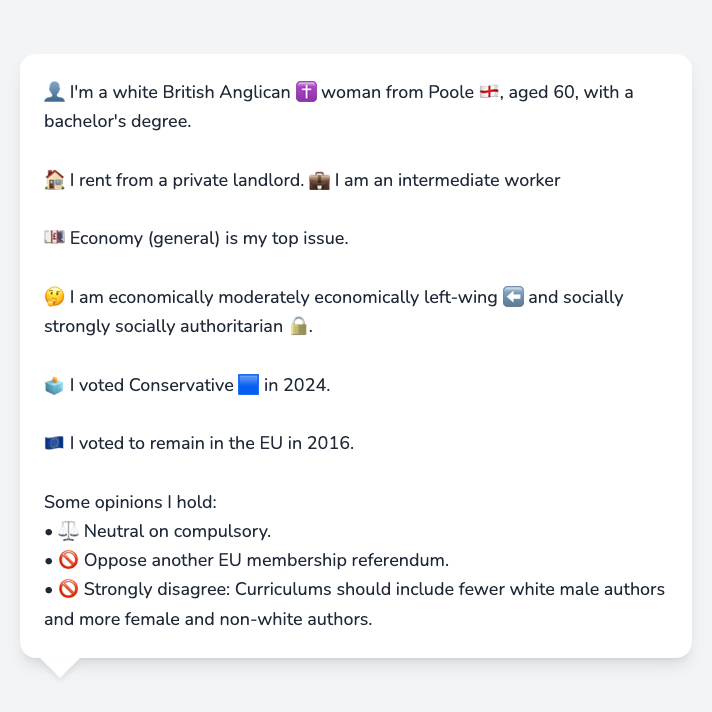 👤 I'm a white British Anglican ✝️ woman from Poole 🏴󠁧󠁢󠁥󠁮󠁧󠁿, aged 60, with a
bachelor's degree.
🏠 I rent from a private landlord. 💼 I am an intermediate worker
💷 Economy (general) is my top issue.
🤔 I am economically moderately economically left-wing ⬅️ and socially
strongly socially authoritarian 🔒.
🗳️ I voted Conservative 🟦 in 2024.
🇪🇺 I voted to remain in the EU in 2016.
Some opinions I hold:
• ⚖️ Neutral on compulsory.
• 🚫 Oppose another EU membership referendum.
• 🚫 Strongly disagree: Curriculums should include fewer white male authors
and more female and non-white authors.